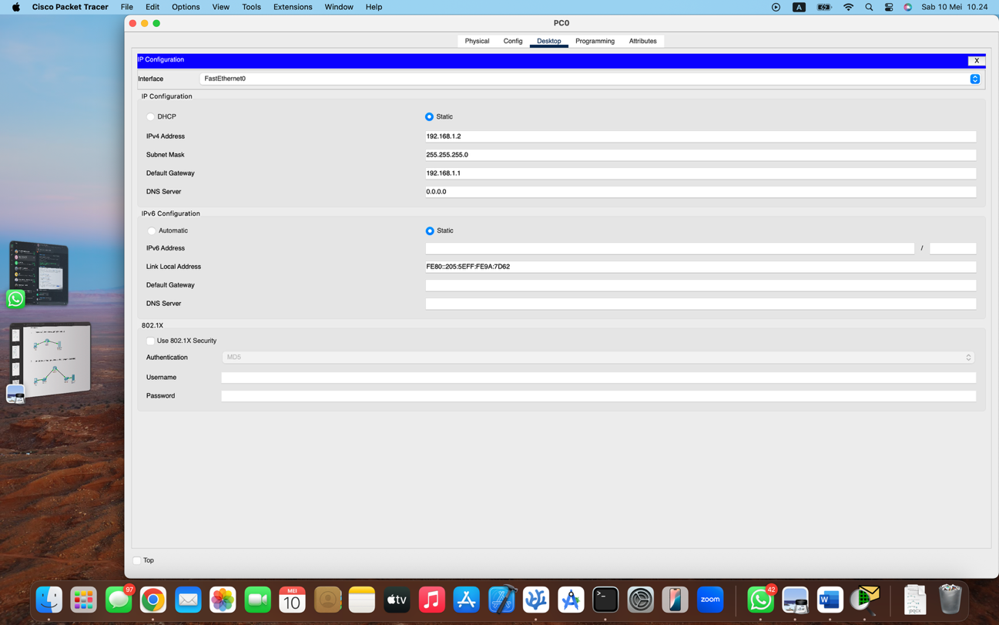 Cisco Packet Tracer File Edit Options View Tools Extensions Window Help A Sab 10 Mei 10.24
PC0
Physical Config Desktop Programming Attributes
IP Configuration X
Interface FastEthernet0
IP Configuration
DHCP Static
IPv4 Address 192.168.1.2
Subnet Mask 255.255.255.0
Default Gateway 192.168.1.1
DNS Server 0.0.0.0
IPv6 Configuration
Automatic Static
IPv6 Address /
Link Local Address FE80::205:5EFF:FE9A:7D62
Default Gateway
DNS Server
802.1X
Use 802.1X Security
Authentication MD5
Username
Password
Top
97 MEI 10 tv >_ zoom 42 W pqcx